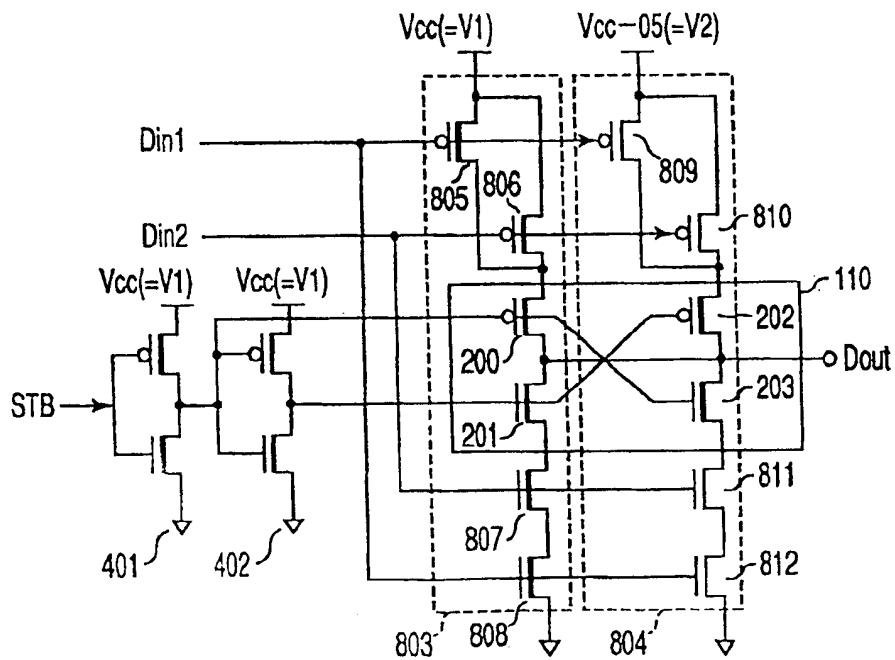 Vcc(=V1)
Vcc−05(=V2)
Din1
805
806
809
Din2
810
Vcc(=V1)
Vcc(=V1)
110
200
202
Dout
STB
201
203
811
401
402
807
812
803
808
804